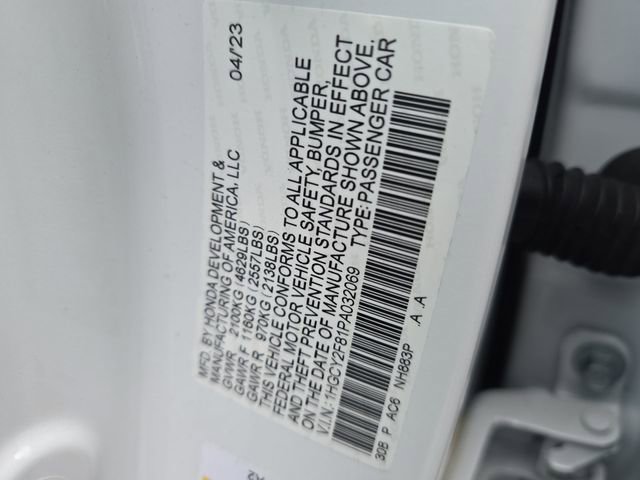 MFD. BY HONDA DEVELOPMENT & 04/23
MANUFACTURING OF AMERICA, LLC
GVWR 2100KG (4629LBS)
GAWR F 1160KG (2557LBS)
GAWR R 970KG (2138LBS)
THIS VEHICLE CONFORMS TO ALL APPLICABLE
FEDERAL MOTOR VEHICLE SAFETY, BUMPER,
AND THEFT PREVENTION STANDARDS IN EFFECT
ON THE DATE OF MANUFACTURE SHOWN ABOVE.
V.I.N.: 1HGCY2F81PA032069 TYPE: PASSENGER CAR
308 P AC6 NH883P .A .A